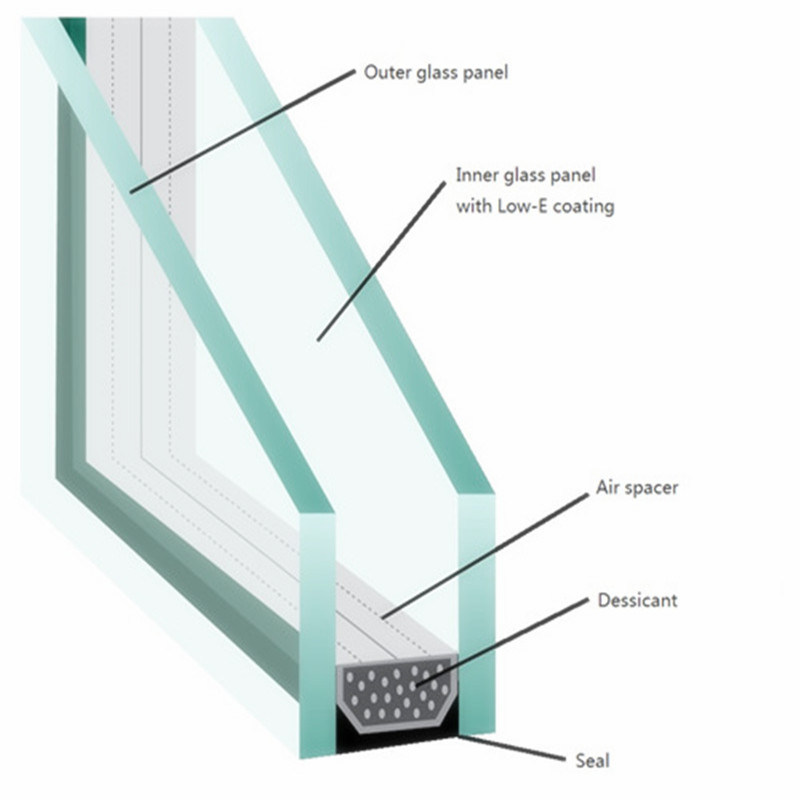 Outer glass panel
Inner glass panel
with Low-E coating
Air spacer
Dessicant
Seal